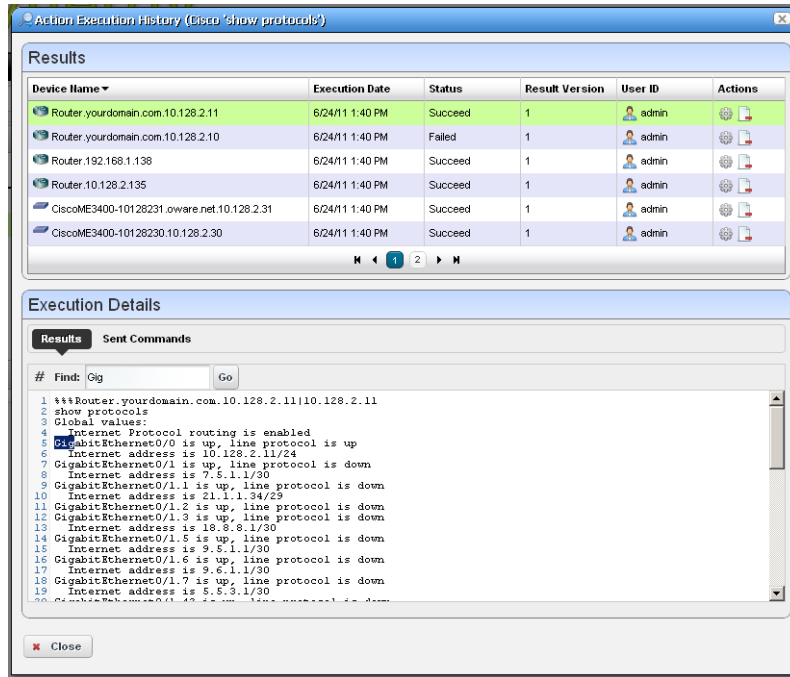 Action Execution History (Cisco 'show protocols')
Results
Device Name Execution Date Status Result Version User ID Actions
Router.yourdomain.com.10.128.2.11 6/24/11 1:40 PM Succeed 1 admin
Router.yourdomain.com.10.128.2.10 6/24/11 1:40 PM Failed 1 admin
Router.192.168.1.138 6/24/11 1:40 PM Succeed 1 admin
Router.10.128.2.135 6/24/11 1:40 PM Succeed 1 admin
CiscoME3400-10128231.oware.net.10.128.2.31 6/24/11 1:40 PM Succeed 1 admin
CiscoME3400-10128230.10.128.2.30 6/24/11 1:40 PM Succeed 1 admin
1 2
Execution Details
Results Sent Commands
# Find: Gig Go
1 %%%Router.yourdomain.com.10.128.2.11|10.128.2.11
2 show protocols
3 Global values:
4 Internet Protocol routing is enabled
5 GigabitEthernet0/0 is up, line protocol is up
6 Internet address is 10.128.2.11/24
7 GigabitEthernet0/1 is up, line protocol is down
8 Internet address is 7.5.1.1/30
9 GigabitEthernet0/1.1 is up, line protocol is down
10 Internet address is 21.1.1.34/29
11 GigabitEthernet0/1.2 is up, line protocol is down
12 GigabitEthernet0/1.3 is up, line protocol is down
13 Internet address is 18.8.8.1/30
14 GigabitEthernet0/1.5 is up, line protocol is down
15 Internet address is 9.5.1.1/30
16 GigabitEthernet0/1.6 is up, line protocol is down
17 Internet address is 9.6.1.1/30
18 GigabitEthernet0/1.7 is up, line protocol is down
19 Internet address is 5.5.3.1/30
Close